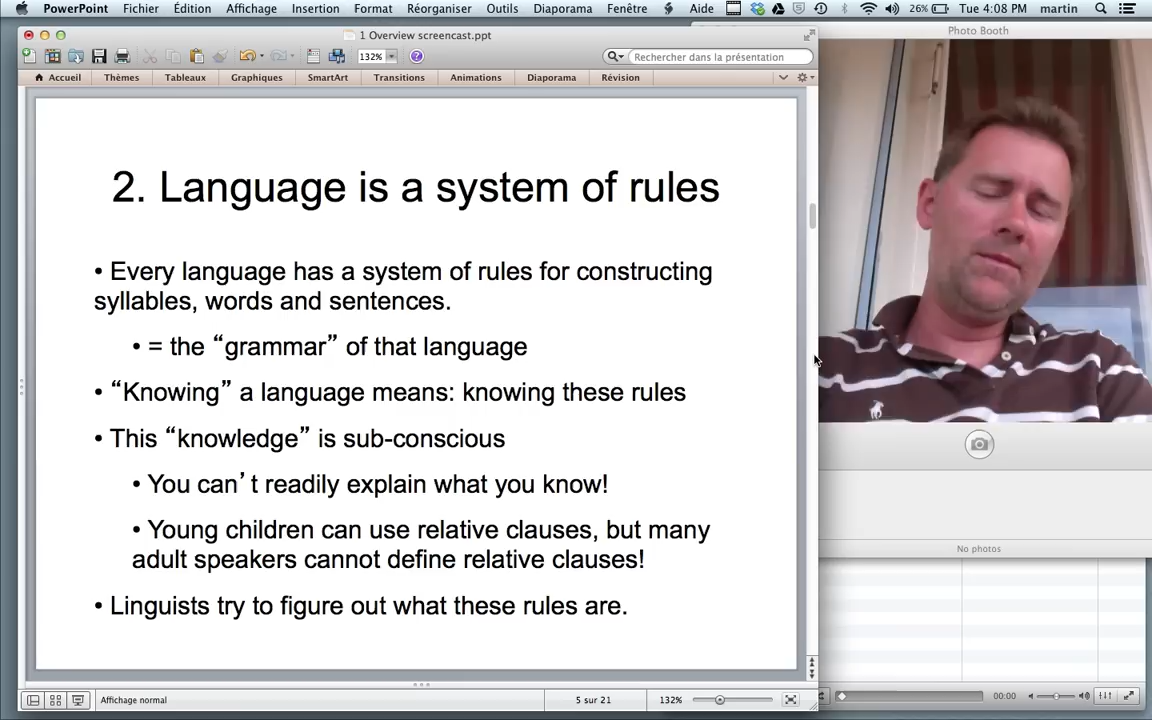 PowerPoint Fichier Édition Affichage Insertion Format Réorganiser Outils Diaporama Fenêtre Aide 26% Tue 4:08 PM martin
1 Overview screencast.ppt
Photo Booth
132%
Rechercher dans la présentation
Accueil Thèmes Tableaux Graphiques SmartArt Transitions Animations Diaporama Révision
2. Language is a system of rules
• Every language has a system of rules for constructing
syllables, words and sentences.
• = the “grammar” of that language
• “Knowing” a language means: knowing these rules
• This “knowledge” is sub-conscious
• You can’t readily explain what you know!
• Young children can use relative clauses, but many
adult speakers cannot define relative clauses!
• Linguists try to figure out what these rules are.
No photos
Affichage normal 5 sur 21 132%
00:00